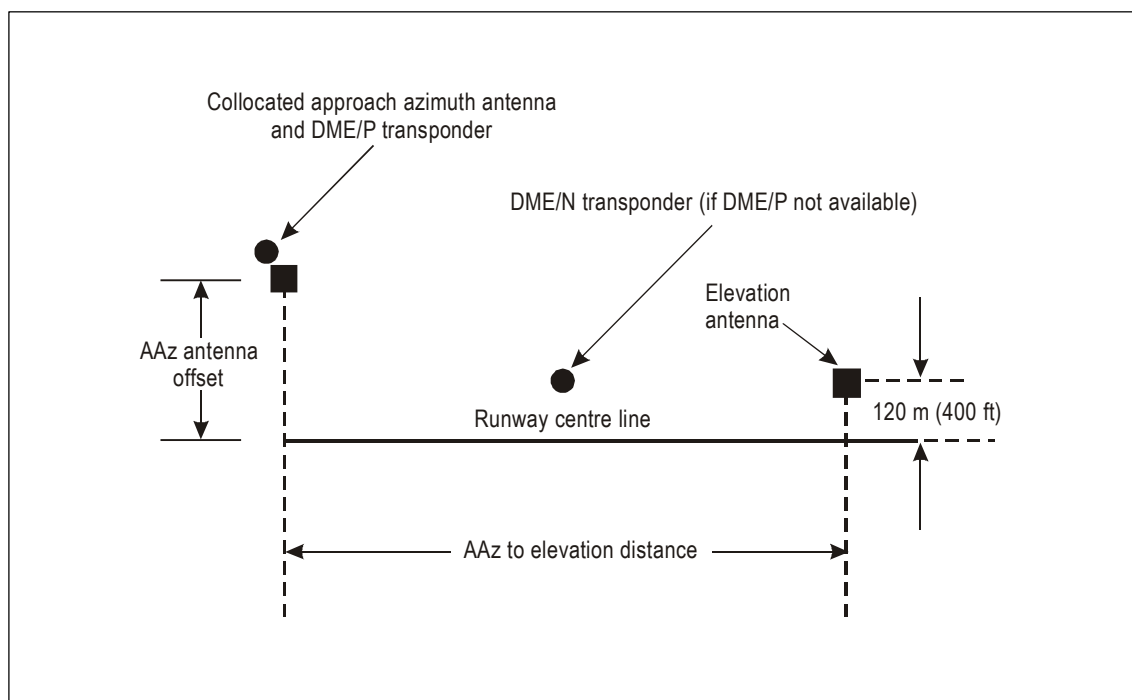 Collocated approach azimuth antenna
and DME/P transponder
DME/N transponder (if DME/P not available)
Elevation
antenna
AAz antenna
offset
120 m (400 ft)
Runway centre line
AAz to elevation distance